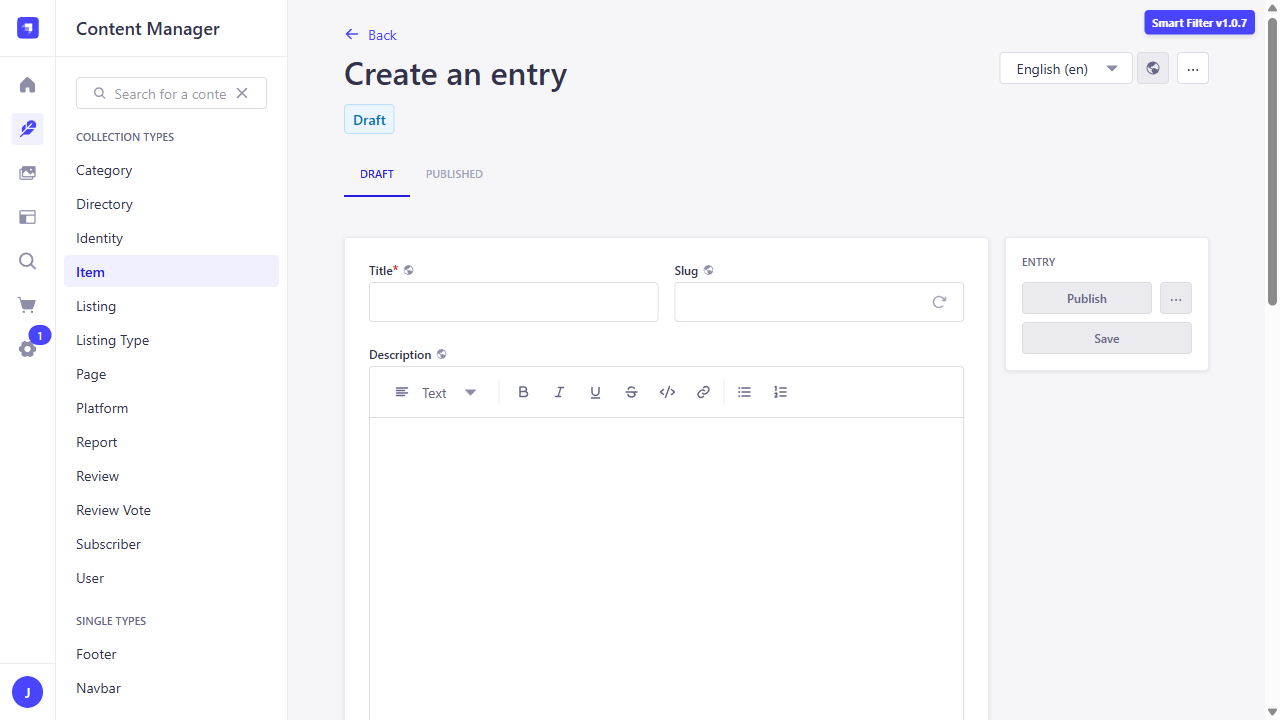 Content Manager
Search for a conte
COLLECTION TYPES
Category
Directory
Identity
Item
Listing
Listing Type
Page
Platform
Report
Review
Review Vote
Subscriber
User
SINGLE TYPES
Footer
Navbar
1
J
Smart Filter v1.0.7
Back
Create an entry
English (en)
...
Draft
DRAFT
PUBLISHED
Title*
Slug
Description
Text
B
I
U
S
ENTRY
Publish
...
Save